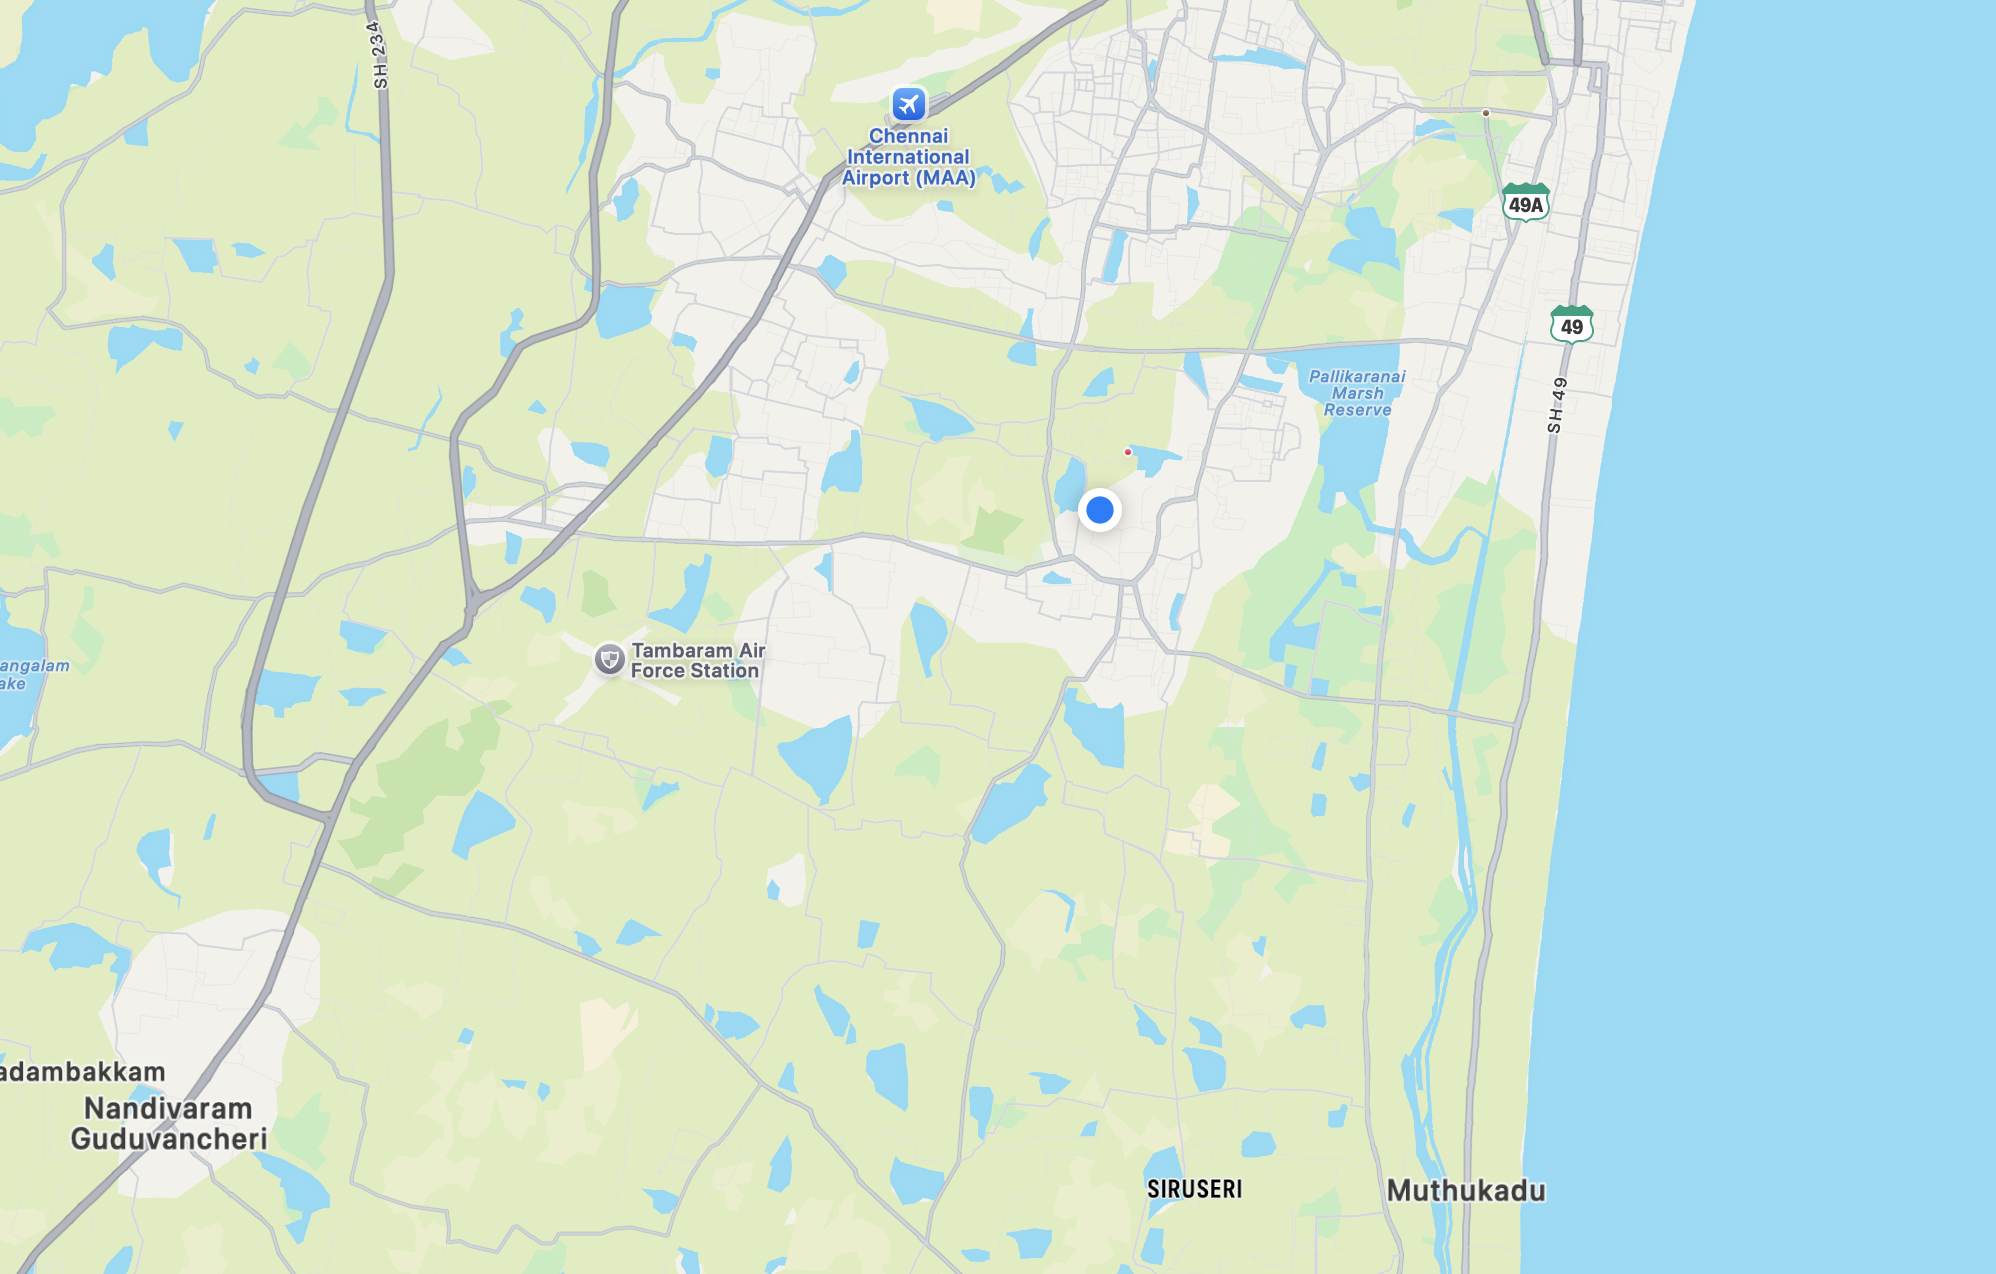 SH 234
Chennai
International
Airport (MAA)
49A
49
Pallikaranai
Marsh
Reserve
SH 49
Tambaram Air
Force Station
angalam
ake
adambakkam
Nandivaram
Guduvancheri
SIRUSERI
Muthukadu